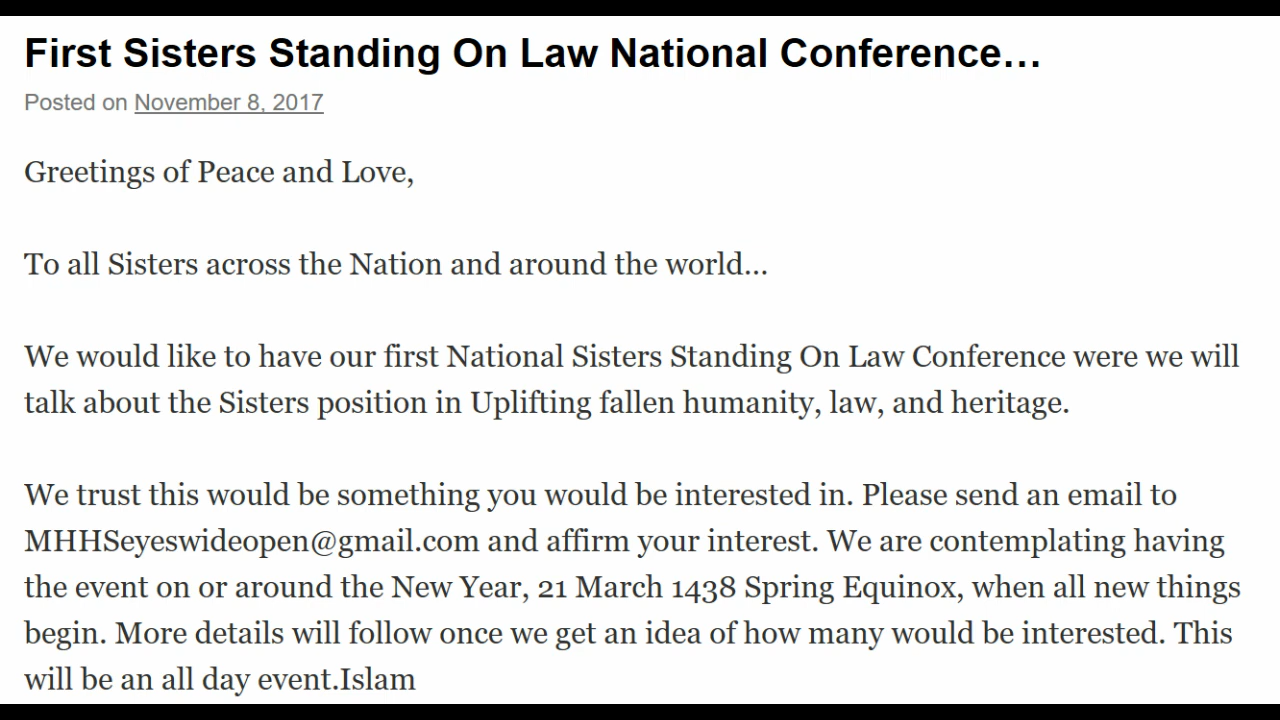 First Sisters Standing On Law National Conference…
Posted on November 8, 2017
Greetings of Peace and Love,
To all Sisters across the Nation and around the world…
We would like to have our first National Sisters Standing On Law Conference were we will
talk about the Sisters position in Uplifting fallen humanity, law, and heritage.
We trust this would be something you would be interested in. Please send an email to
MHHSeyeswideopen@gmail.com and affirm your interest. We are contemplating having
the event on or around the New Year, 21 March 1438 Spring Equinox, when all new things
begin. More details will follow once we get an idea of how many would be interested. This
will be an all day event.Islam